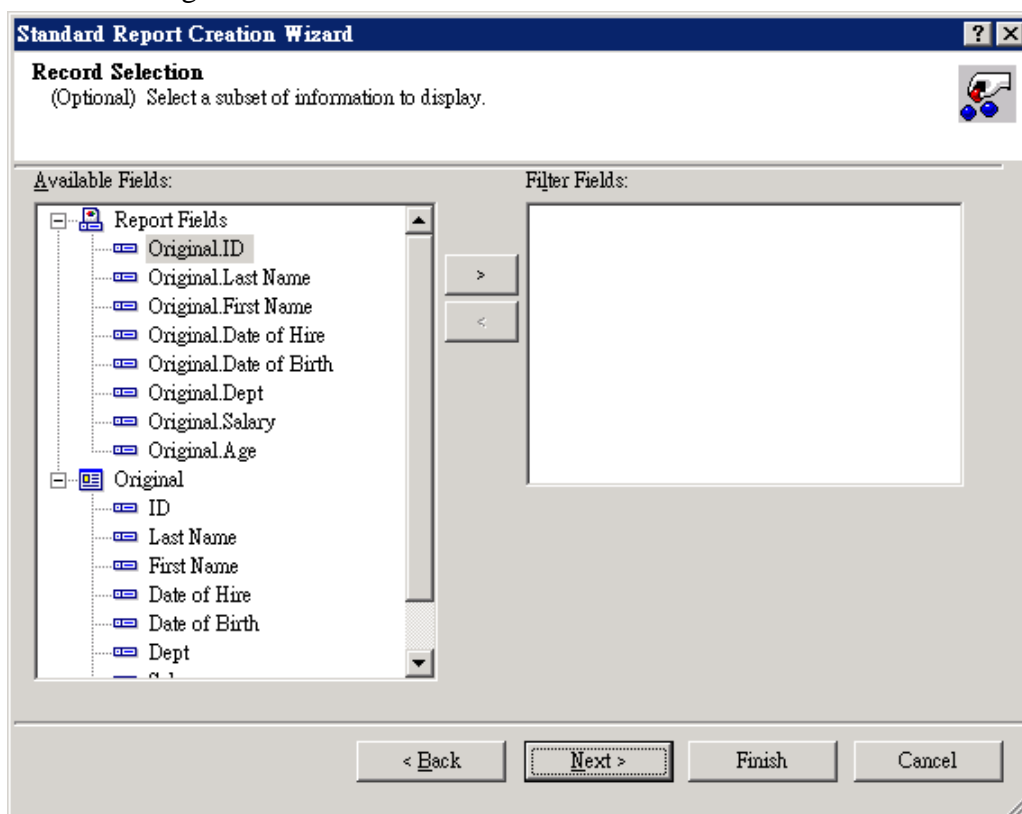 Standard Report Creation Wizard
Record Selection
(Optional) Select a subset of information to display.
Available Fields:
Filter Fields:
Report Fields
Original.ID
Original.Last Name
Original.First Name
Original.Date of Hire
Original.Date of Birth
Original.Dept
Original.Salary
Original.Age
Original
ID
Last Name
First Name
Date of Hire
Date of Birth
Dept
>
<
< Back
Next >
Finish
Cancel